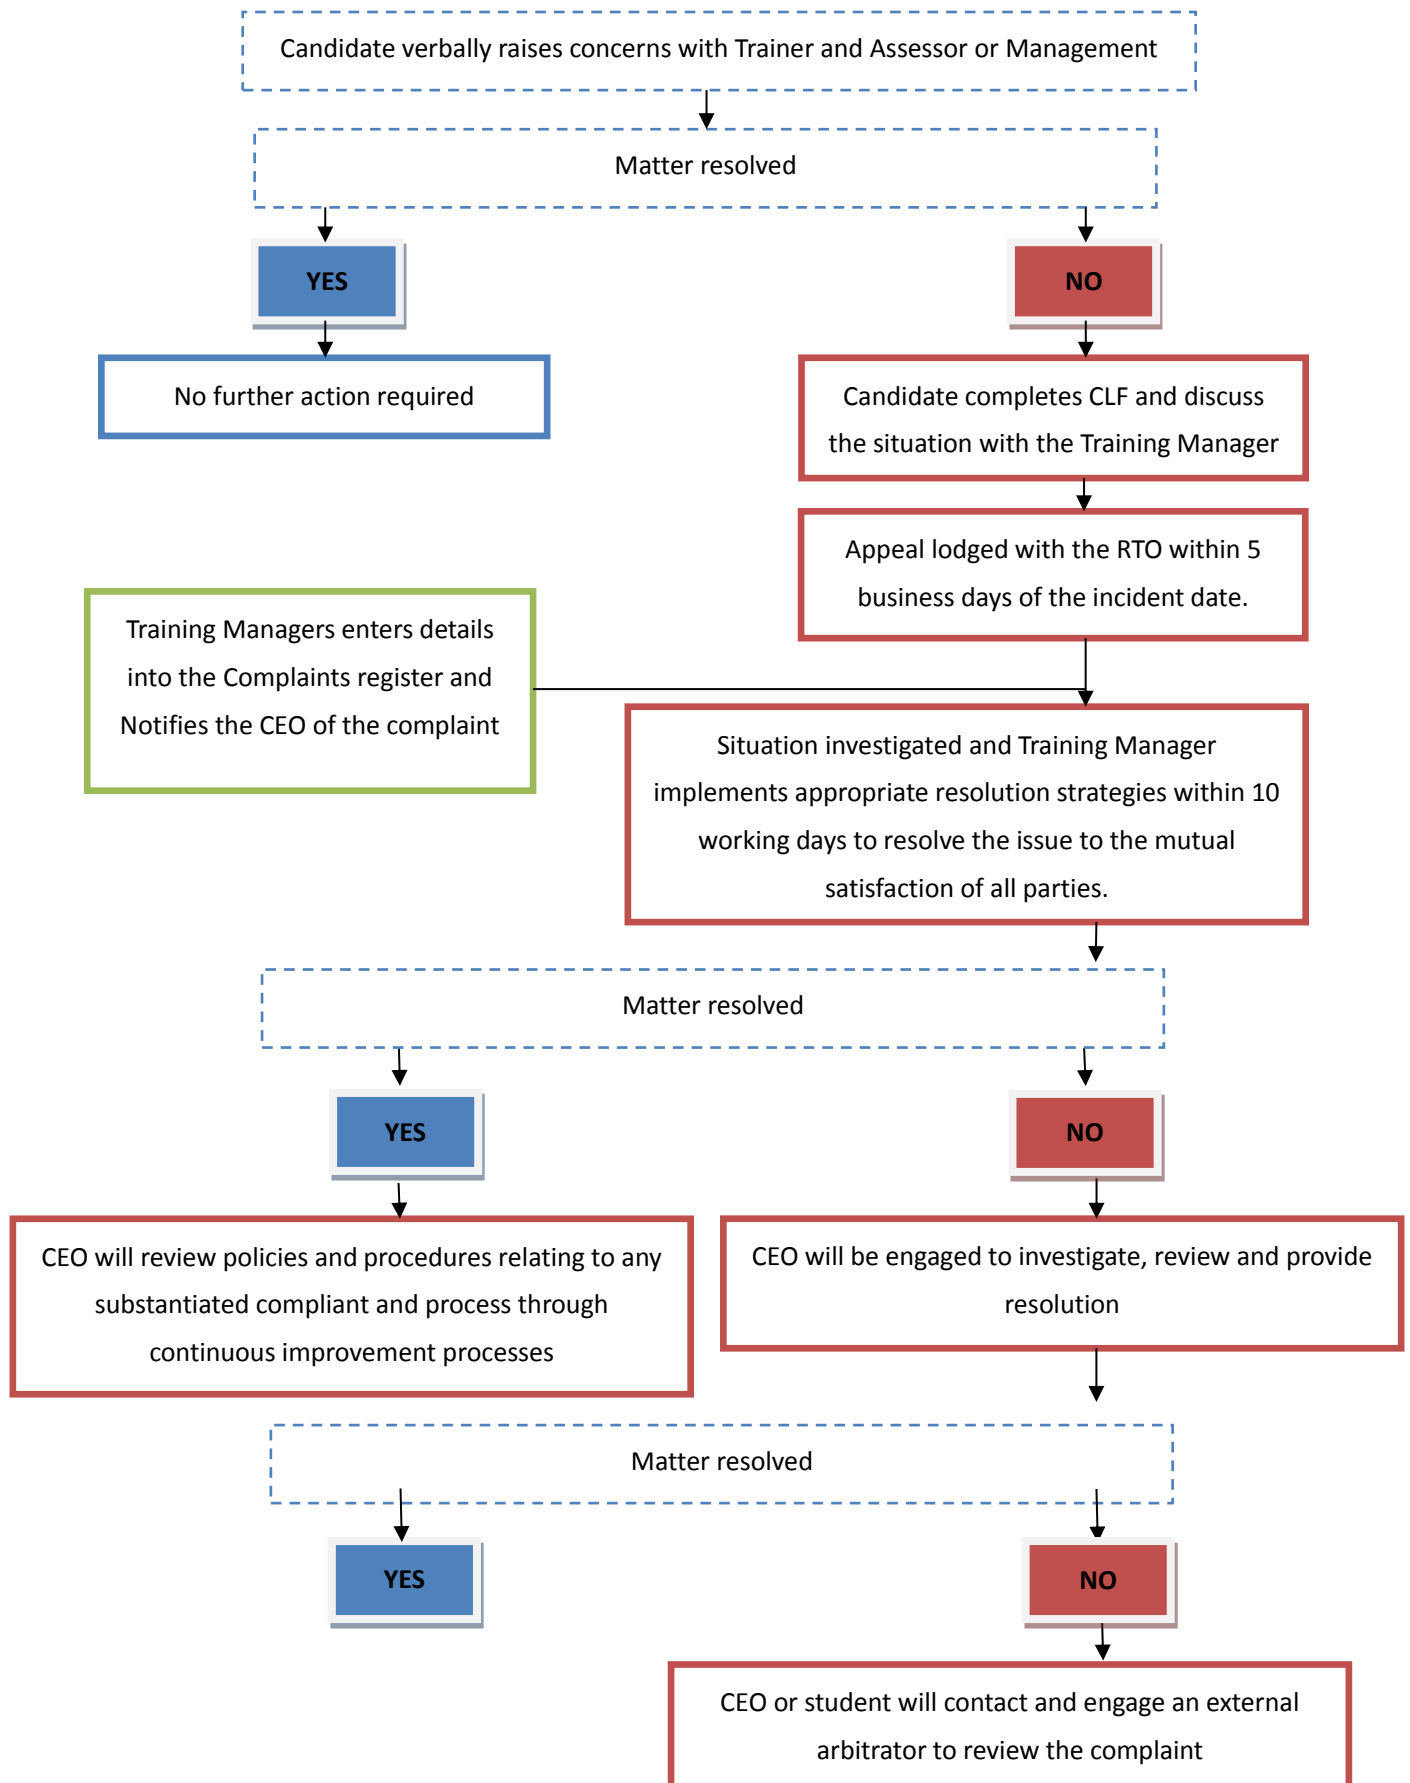 Candidate verbally raises concerns with Trainer and Assessor or Management
Matter resolved
YES
NO
No further action required
Candidate completes CLF and discuss
the situation with the Training Manager
Appeal lodged with the RTO within 5
business days of the incident date.
Training Managers enters details
into the Complaints register and
Notifies the CEO of the complaint
Situation investigated and Training Manager
implements appropriate resolution strategies within 10
working days to resolve the issue to the mutual
satisfaction of all parties.
Matter resolved
YES
NO
CEO will review policies and procedures relating to any
substantiated compliant and process through
continuous improvement processes
CEO will be engaged to investigate, review and provide
resolution
Matter resolved
YES
NO
CEO or student will contact and engage an external
arbitrator to review the complaint